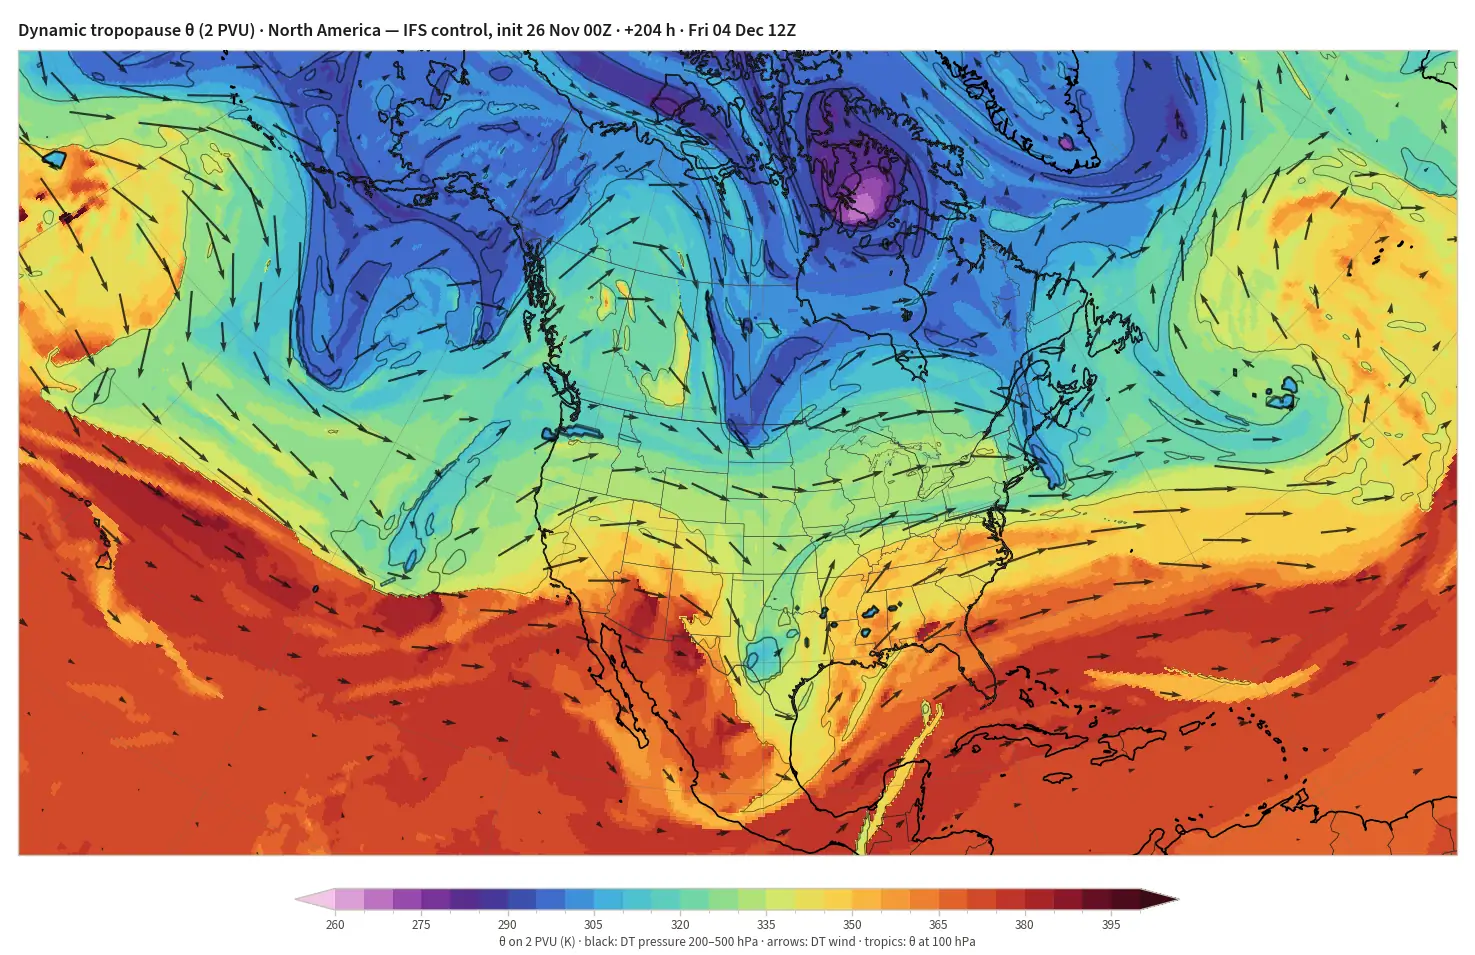 Dynamic tropopause θ (2 PVU) · North America — IFS control, init 26 Nov 00Z · +204 h · Fri 04 Dec 12Z
260 275 290 305 320 335 350 365 380 395
θ on 2 PVU (K) · black: DT pressure 200–500 hPa · arrows: DT wind · tropics: θ at 100 hPa